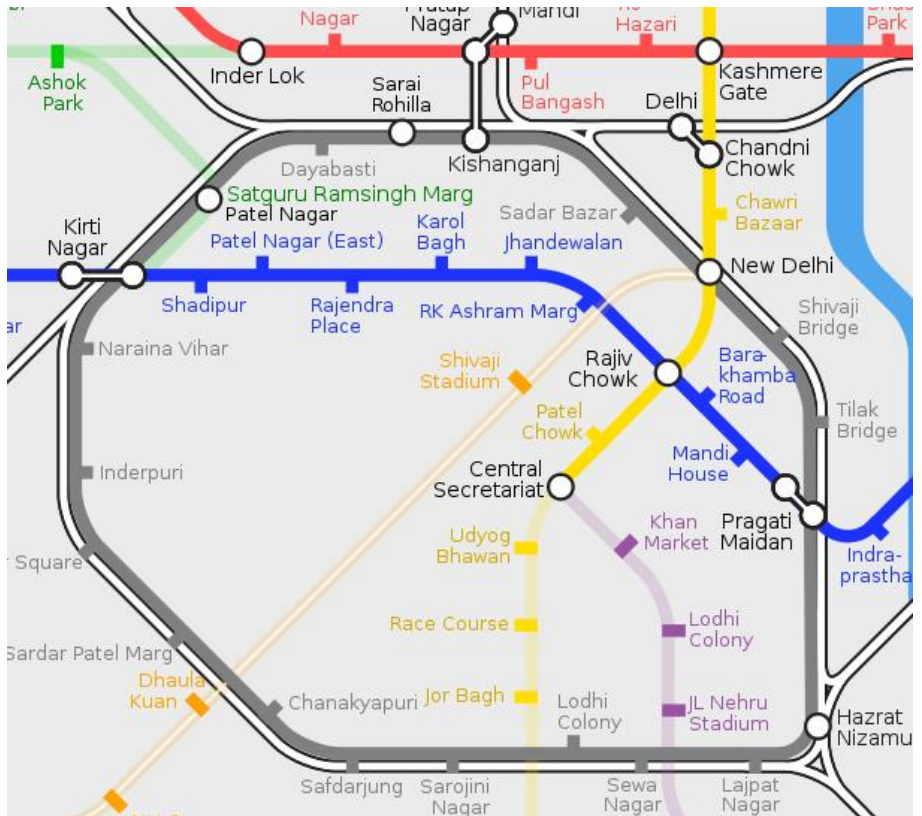 Nagar
Pratap
Nagar
Mandi
Hazari
Park
Inder Lok
Ashok
Park
Sarai
Rohilla
Pul
Bangash
Kashmere
Gate
Delhi
Chandni
Chowk
Kishanganj
Dayabasti
Satguru Ramsingh Marg
Patel Nagar
Sadar Bazar
Chawri
Bazaar
Kirti
Nagar
Patel Nagar (East)
Karol
Bagh
Jhandewalan
New Delhi
Shadipur
Rajendra
Place
RK Ashram Marg
Shivaji
Bridge
ar
Naraina Vihar
Shivaji
Stadium
Rajiv
Chowk
Bara-
khamba
Road
Patel
Chowk
Tilak
Bridge
Mandi
House
Inderpuri
Central
Secretariat
Pragati
Maidan
Udyog
Bhawan
Khan
Market
Indra-
prastha
Square
Race Course
Lodhi
Colony
Sardar Patel Marg
Dhaula
Kuan
Chanakyapuri
Jor Bagh
Lodhi
Colony
JL Nehru
Stadium
Hazrat
Nizamu
Safdarjung
Sarojini
Nagar
Sewa
Nagar
Lajpat
Nagar